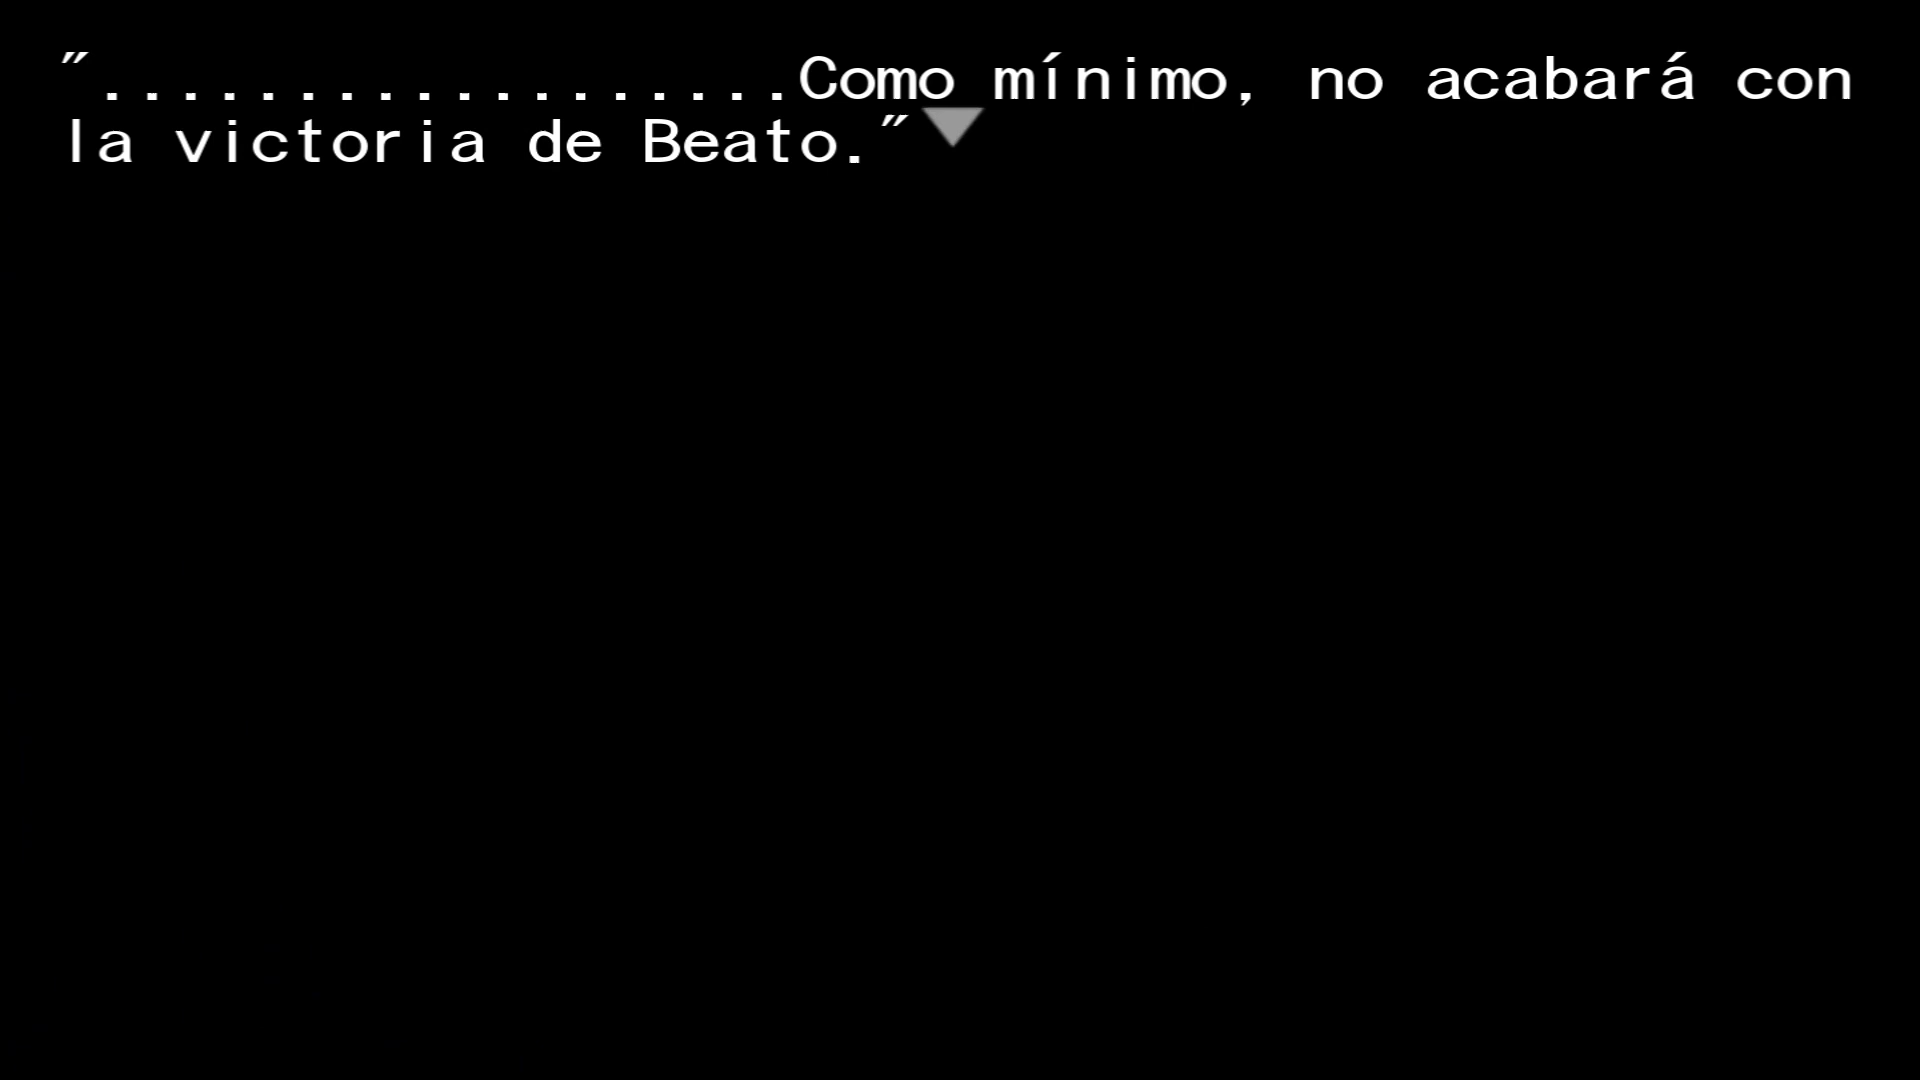 "..................Como mínimo, no acabará con
la victoria de Beato."